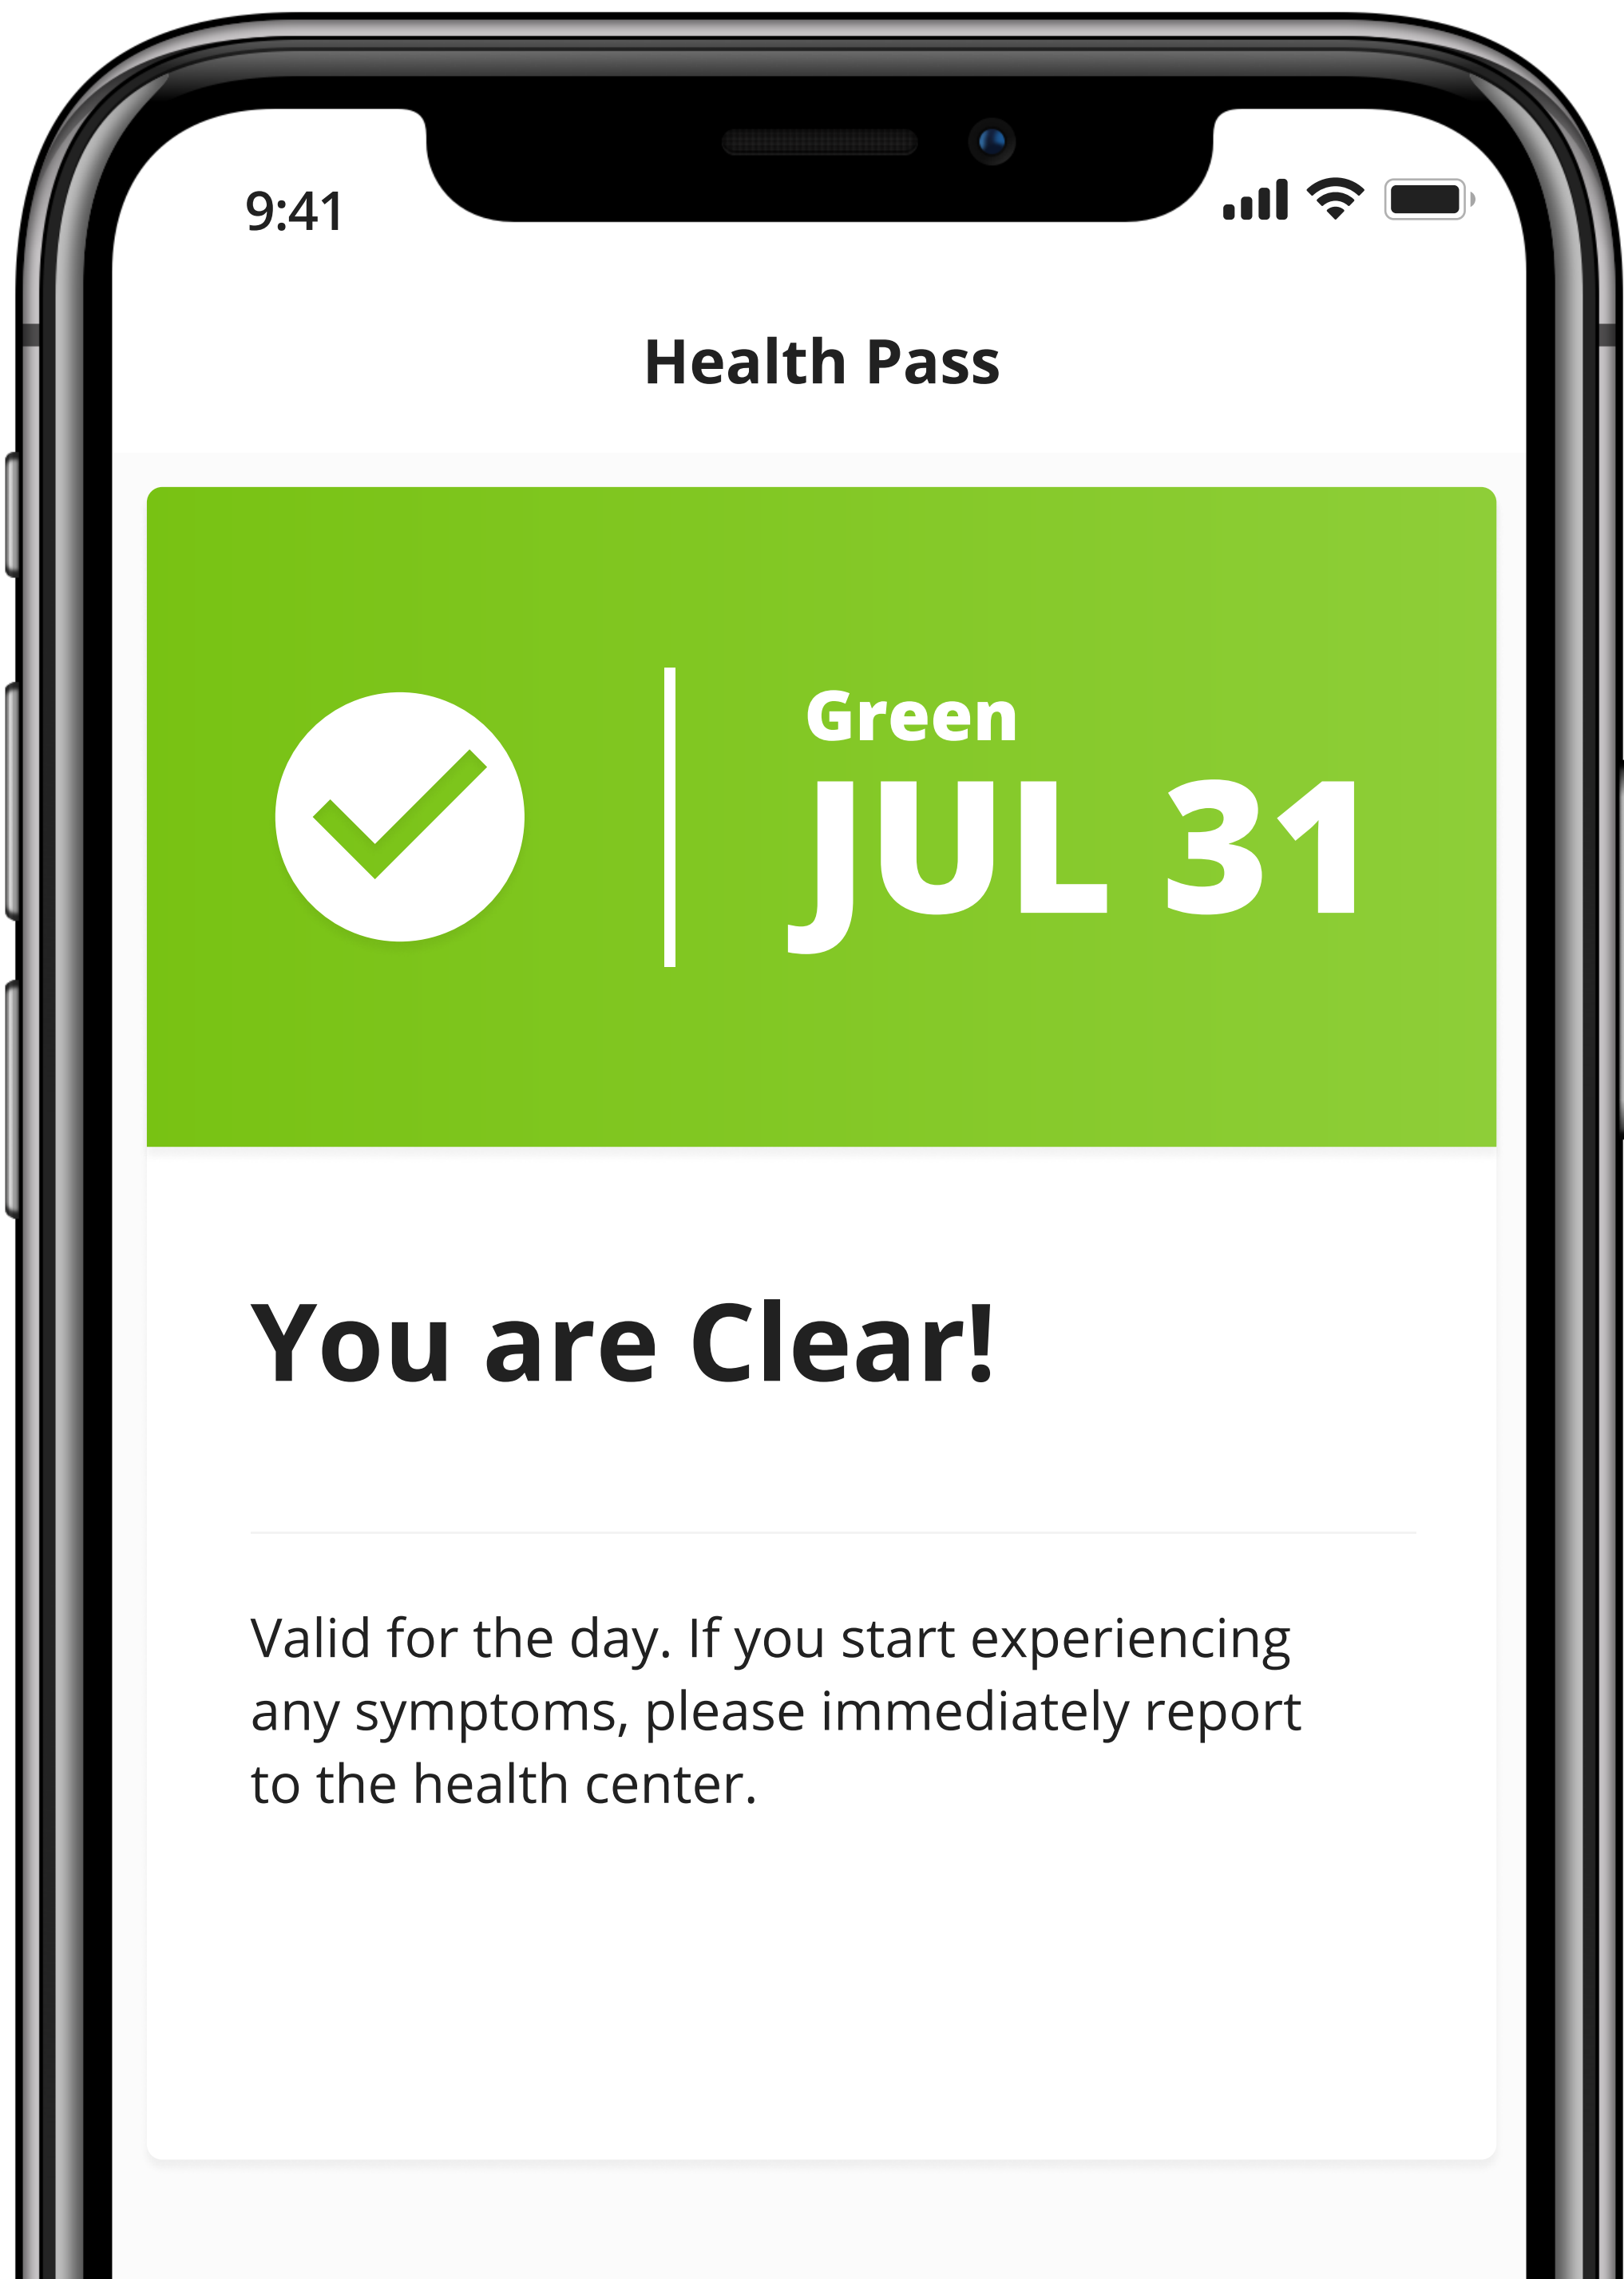 9:41
Health Pass
Green
JUL 31
You are Clear!
Valid for the day. If you start experiencing
any symptoms, please immediately report
to the health center.